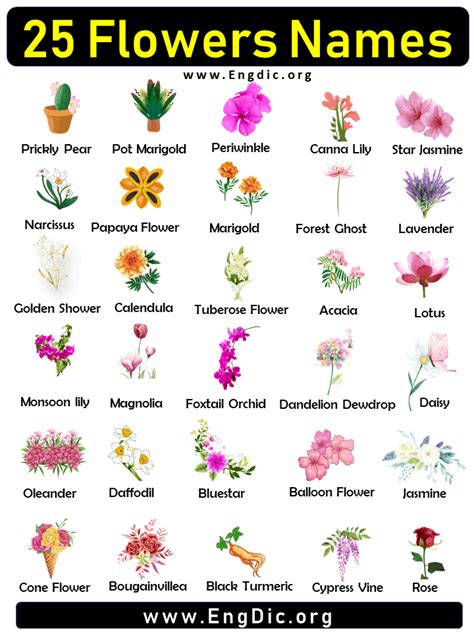 25 Flowers Names
www.Engdic.org
Prickly Pear
Pot Marigold
Periwinkle
Canna Lily
Star Jasmine
Narcissus
Papaya Flower
Marigold
Forest Ghost
Lavender
Golden Shower
Calendula
Tuberose Flower
Acacia
Lotus
Monsoon lily
Magnolia
Foxtail Orchid
Dandelion Dewdrop
Daisy
Oleander
Daffodil
Bluestar
Balloon Flower
Jasmine
Cone Flower
Bougainvillea
Black Turmeric
Cypress Vine
Rose
www.EngDic.org